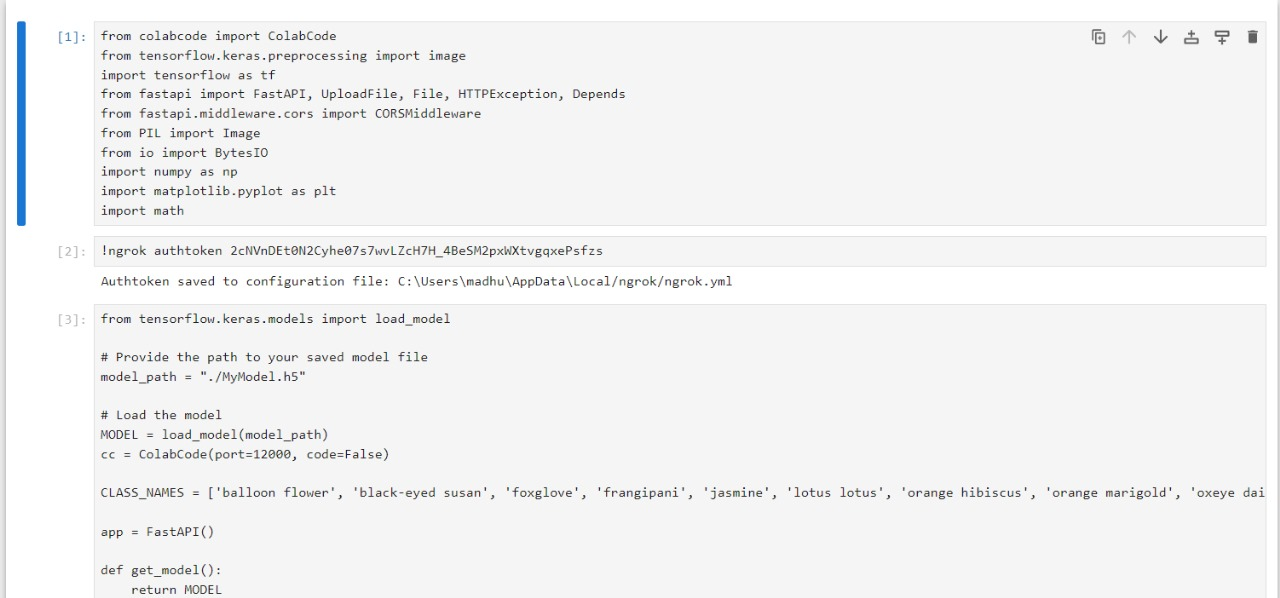 [1]: from colabcode import ColabCode
from tensorflow.keras.preprocessing import image
import tensorflow as tf
from fastapi import FastAPI, UploadFile, File, HTTPException, Depends
from fastapi.middleware.cors import CORSMiddleware
from PIL import Image
from io import BytesIO
import numpy as np
import matplotlib.pyplot as plt
import math
[2]: !ngrok authtoken 2cNVnDEt0N2Cyhe07s7wvLZcH7H_4BeSM2pxWXtvgqxePsfzs
Authtoken saved to configuration file: C:\Users\madhu\AppData\Local/ngrok/ngrok.yml
[3]: from tensorflow.keras.models import load_model
# Provide the path to your saved model file
model_path = "./MyModel.h5"
# Load the model
MODEL = load_model(model_path)
cc = ColabCode(port=12000, code=False)
CLASS_NAMES = ['balloon flower', 'black-eyed susan', 'foxglove', 'frangipani', 'jasmine', 'lotus lotus', 'orange hibiscus', 'orange marigold', 'oxeye dai
app = FastAPI()
def get_model():
    return MODEL